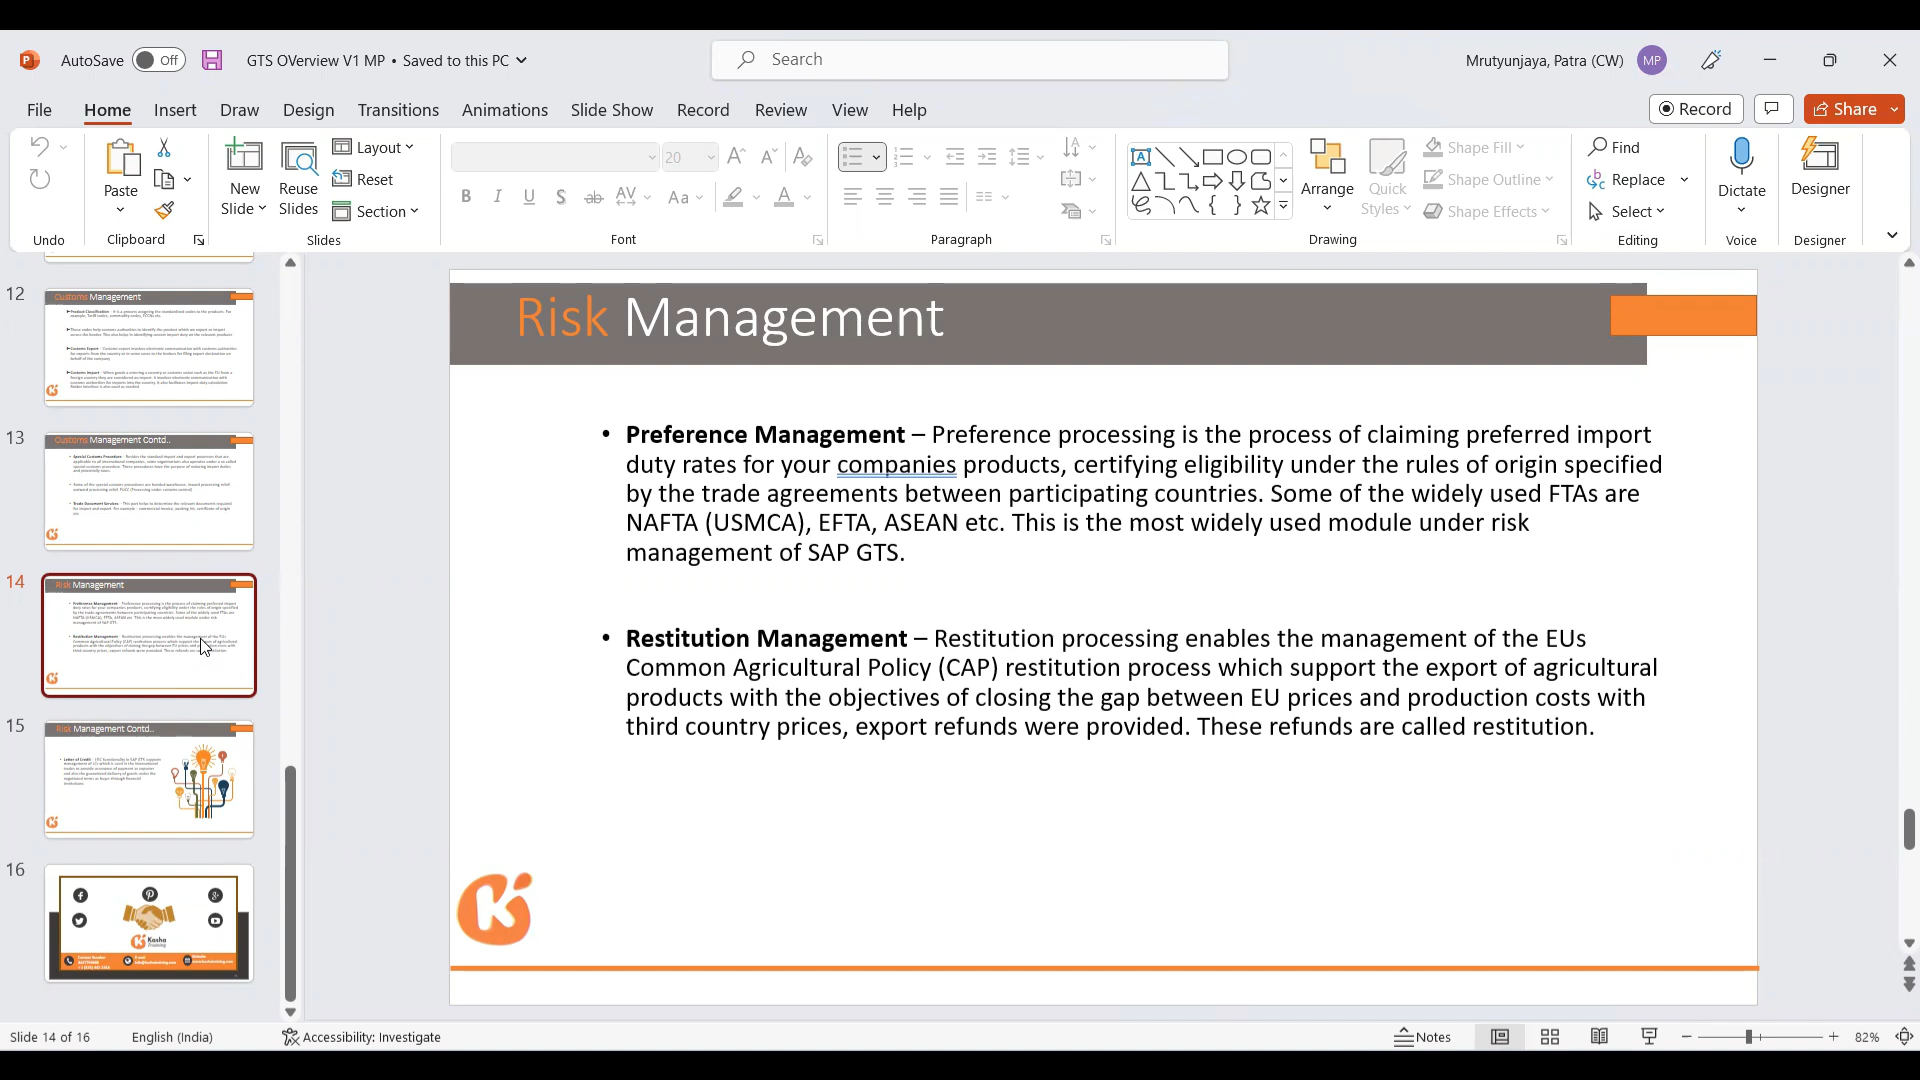 AutoSave Off GTS OVerview V1 MP • Saved to this PC Search Mrutyunjaya, Patra (CW) MP
File Home Insert Draw Design Transitions Animations Slide Show Record Review View Help Record Share
Paste
New Slide
Reuse Slides
Layout
Reset
Section
20
B I U S ab AV Aa A
Arrange
Quick Styles
Shape Fill
Shape Outline
Shape Effects
Find
Replace
Select
Dictate
Designer
Undo Clipboard Slides Font Paragraph Drawing Editing Voice Designer
12
Customs Management
13
Customs Management Contd..
14
Risk Management
15
Risk Management Contd..
16
Kasha
Training
Risk Management
• Preference Management – Preference processing is the process of claiming preferred import
duty rates for your companies products, certifying eligibility under the rules of origin specified
by the trade agreements between participating countries. Some of the widely used FTAs are
NAFTA (USMCA), EFTA, ASEAN etc. This is the most widely used module under risk
management of SAP GTS.
• Restitution Management – Restitution processing enables the management of the EUs
Common Agricultural Policy (CAP) restitution process which support the export of agricultural
products with the objectives of closing the gap between EU prices and production costs with
third country prices, export refunds were provided. These refunds are called restitution.
K
Slide 14 of 16 English (India) Accessibility: Investigate Notes 82%